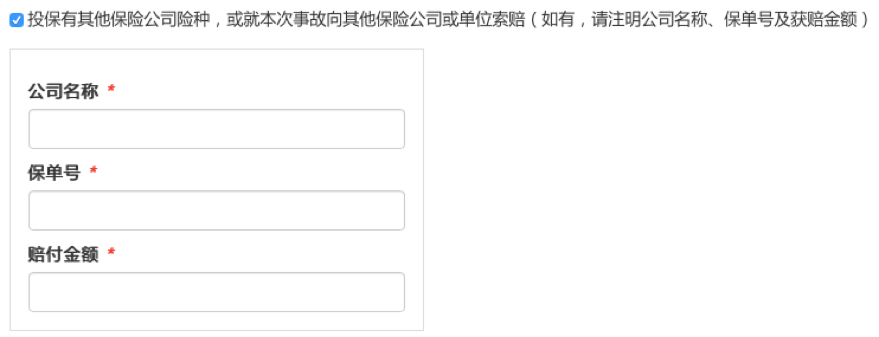 投保有其他保险公司险种，或就本次事故向其他保险公司或单位索赔（如有，请注明公司名称、保单号及获赔金额）
公司名称 *
保单号 *
赔付金额 *